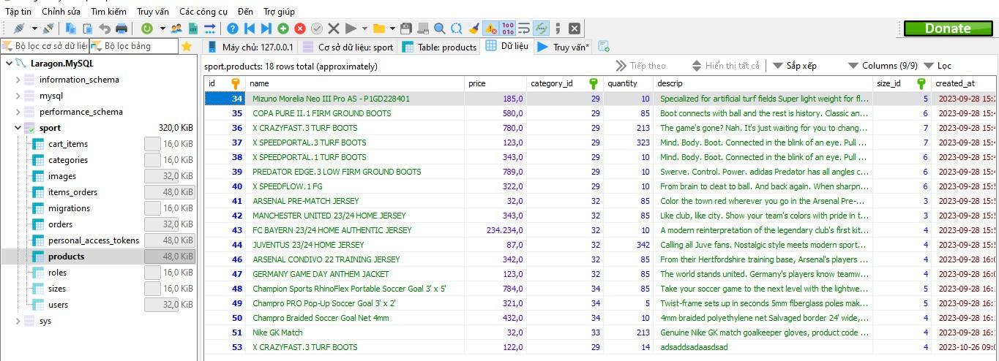 Tập tin Chỉnh sửa Tìm kiếm Truy vấn Các công cụ Đến Trợ giúp
Donate
Bộ lọc cơ sở dữ liệu Bộ lọc bảng
Máy chủ: 127.0.0.1 Cơ sở dữ liệu: sport Table: products Dữ liệu Truy vấn*
Laragon.MySQL
information_schema
mysql
performance_schema
sport 320,0 KiB
cart_items 16,0 KiB
categories 16,0 KiB
images 32,0 KiB
items_orders 48,0 KiB
migrations 16,0 KiB
orders 32,0 KiB
personal_access_tokens 48,0 KiB
products 48,0 KiB
roles 16,0 KiB
sizes 16,0 KiB
users 32,0 KiB
sys
sport.products: 18 rows total (approximately) Tiếp theo Hiển thị tất cả Sắp xếp Columns (9/9) Lọc
id name price category_id quantity descrip size_id created_at
34 Mizuno Morelia Neo III Pro AS - P1GD228401 185,0 29 10 Specialized for artificial turf fields Super light weight for fl... 5 2023-09-28 15:
35 COPA PURE II.1 FIRM GROUND BOOTS 580,0 29 85 Boot connects with ball and the rest is history. Classic an... 6 2023-09-28 15:
36 X CRAZYFAST.3 TURF BOOTS 780,0 29 213 The game's gone? Nah. It's just waiting for you to chang... 7 2023-09-28 15:
37 X SPEEDPORTAL.3 TURF BOOTS 123,0 29 323 Mind. Body. Boot. Connected in the blink of an eye. Pull ... 7 2023-09-28 15:
38 X SPEEDPORTAL.1 TURF BOOTS 343,0 29 10 Mind. Body. Boot. Connected in the blink of an eye. Pull ... 6 2023-09-28 15:
39 PREDATOR EDGE.3 LOW FIRM GROUND BOOTS 789,0 29 85 Swerve. Control. Power. adidas Predator has all angles c... 6 2023-09-28 15:
40 X SPEEDFLOW.1 FG 322,0 29 10 From brain to cleat to ball. And back again. When sharpn... 6 2023-09-28 15:
41 ARSENAL PRE-MATCH JERSEY 32,0 32 85 Color the town red wherever you go in the Arsenal Pre-... 3 2023-09-28 15:
42 MANCHESTER UNITED 23/24 HOME JERSEY 343,0 32 85 Like club, like city. Show your team's colors with pride in t... 3 2023-09-28 15:
43 FC BAYERN 23/24 HOME AUTHENTIC JERSEY 234.234,0 32 10 A modern reinterpretation of the legendary club's first kit... 4 2023-09-28 15:
44 JUVENTUS 23/24 HOME JERSEY 87,0 32 342 Calling all Juve fans. Nostalgic style meets modern sport... 4 2023-09-28 15:
46 ARSENAL CONDIVO 22 TRAINING JERSEY 342,0 32 85 From their Hertfordshire training base, Arsenal's players ... 4 2023-09-28 16:
47 GERMANY GAME DAY ANTHEM JACKET 123,0 32 85 The world stands united. Germany's players know teamw... 4 2023-09-28 16:
48 Champion Sports RhinoFlex Portable Soccer Goal 3' x 5' 784,0 34 85 Take your soccer game to the next level with the lightwe... 5 2023-09-28 16:
49 Champro PRO Pop-Up Soccer Goal 3' x 2' 321,0 34 5 Twist-frame sets up in seconds 5mm fiberglass poles mak... 5 2023-09-28 16:
50 Champro Braided Soccer Goal Net 4mm 432,0 34 10 4mm braided polyethylene net Salvaged border 24' wide,... 4 2023-09-28 16:
51 Nike GK Match 32,0 33 213 Genuine Nike GK match goalkeeper gloves, product code ... 4 2023-09-28 16:
53 X CRAZYFAST.3 TURF BOOTS 122,0 29 14 adsaddsadaasdsad 4 2023-10-26 09: